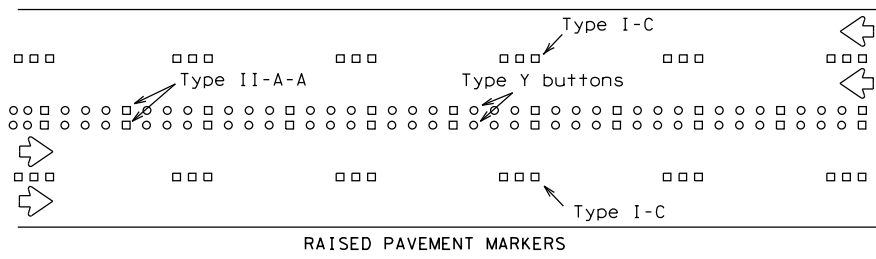 Type I-C
Type II-A-A
Type Y buttons
Type I-C
RAISED PAVEMENT MARKERS